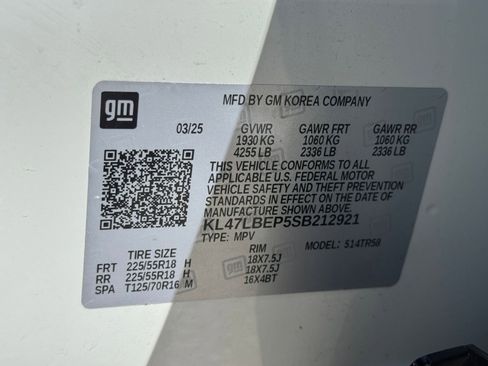 gm
MFD BY GM KOREA COMPANY
03/25 GVWR GAWR FRT GAWR RR
1930 KG 1060 KG 1060 KG
4255 LB 2336 LB 2336 LB
THIS VEHICLE CONFORMS TO ALL
APPLICABLE U.S. FEDERAL MOTOR
VEHICLE SAFETY AND THEFT PREVENTION
STANDARDS IN EFFECT ON THE DATE OF
MANUFACTURE SHOWN ABOVE.
KL47LBEP5SB212921
TYPE: MPV MODEL: 514TR58
TIRE SIZE RIM
FRT 225/55R18 H 18X7.5J
RR 225/55R18 H 18X7.5J
SPA T125/70R16 M 16X4BT